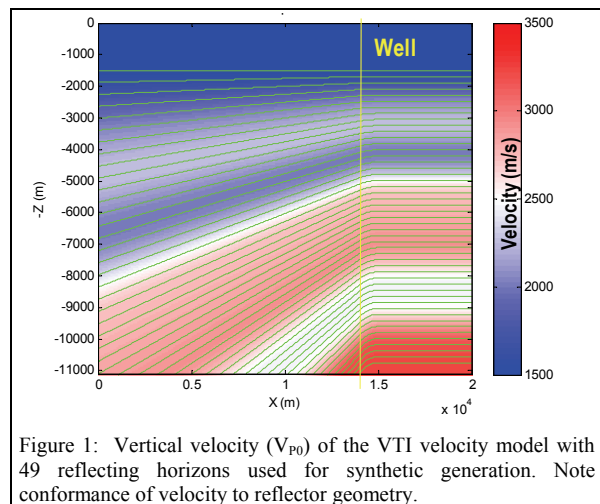 Well
0
-1000
-2000
-3000
-4000
-5000
-6000
-7000
-8000
-9000
-10000
-11000
-Z (m)
0
0.5
1
1.5
2
X (m)
x 10⁴
3500
3000
2500
2000
1500
Velocity (m/s)
Figure 1: Vertical velocity (VP0) of the VTI velocity model with
49 reflecting horizons used for synthetic generation. Note
conformance of velocity to reflector geometry.